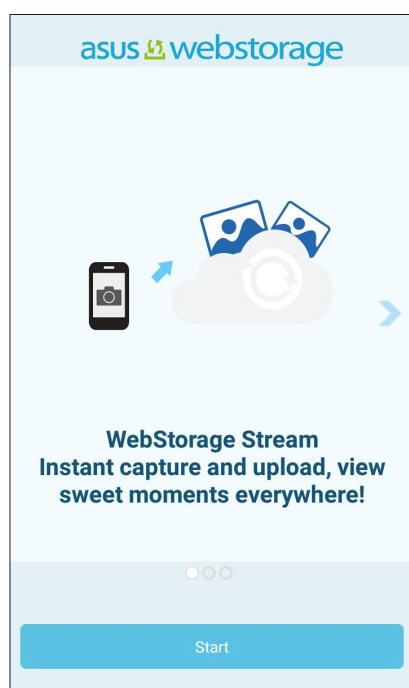 asus webstorage
WebStorage Stream
Instant capture and upload, view
sweet moments everywhere!
Start